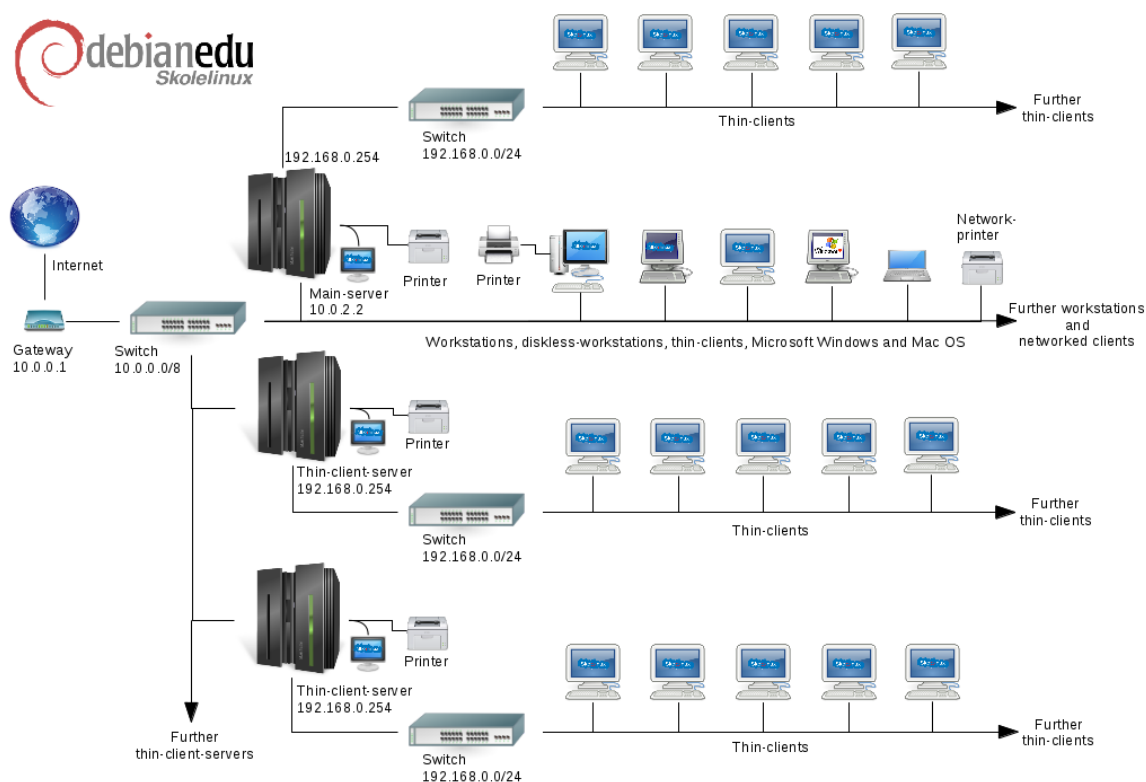 debianedu
Skolelinux
Further
thin-clients
Thin-clients
Switch
192.168.0.0/24
192.168.0.254
Internet
Printer
Printer
Network-
printer
Main-server
10.0.2.2
Gateway
10.0.0.1
Switch
10.0.0.0/8
Further workstations
and
networked clients
Workstations, diskless-workstations, thin-clients, Microsoft Windows and Mac OS
Printer
Thin-client-server
192.168.0.254
Switch
192.168.0.0/24
Thin-clients
Further
thin-clients
Printer
Thin-client-server
192.168.0.254
Further
thin-client-servers
Switch
192.168.0.0/24
Thin-clients
Further
thin-clients